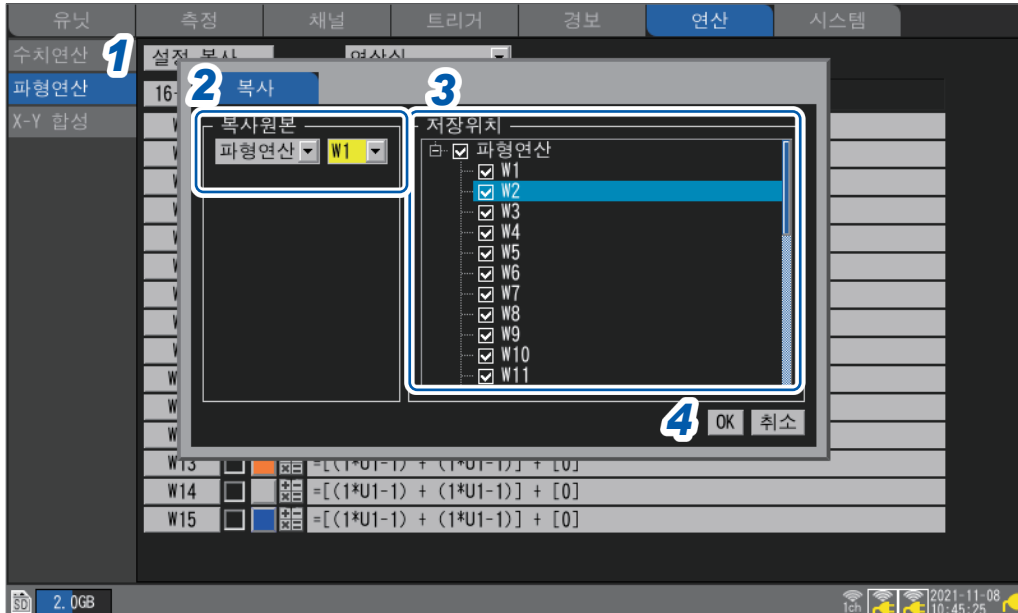 유닛 측정 채널 트리거 경보 연산 시스템
수치연산 1 설정 복사 연산식
파형연산 16-
X-Y 합성
2 복사 3
복사원본 저장위치
파형연산 W1
파형연산
W1
W2
W3
W4
W5
W6
W7
W8
W9
W10
W11
4 OK 취소
W13 =[(1*U1-1) + (1*U1-1)] + [0]
W14 =[(1*U1-1) + (1*U1-1)] + [0]
W15 =[(1*U1-1) + (1*U1-1)] + [0]
SD 2.0GB 1ch 2021-11-08
10:45:25